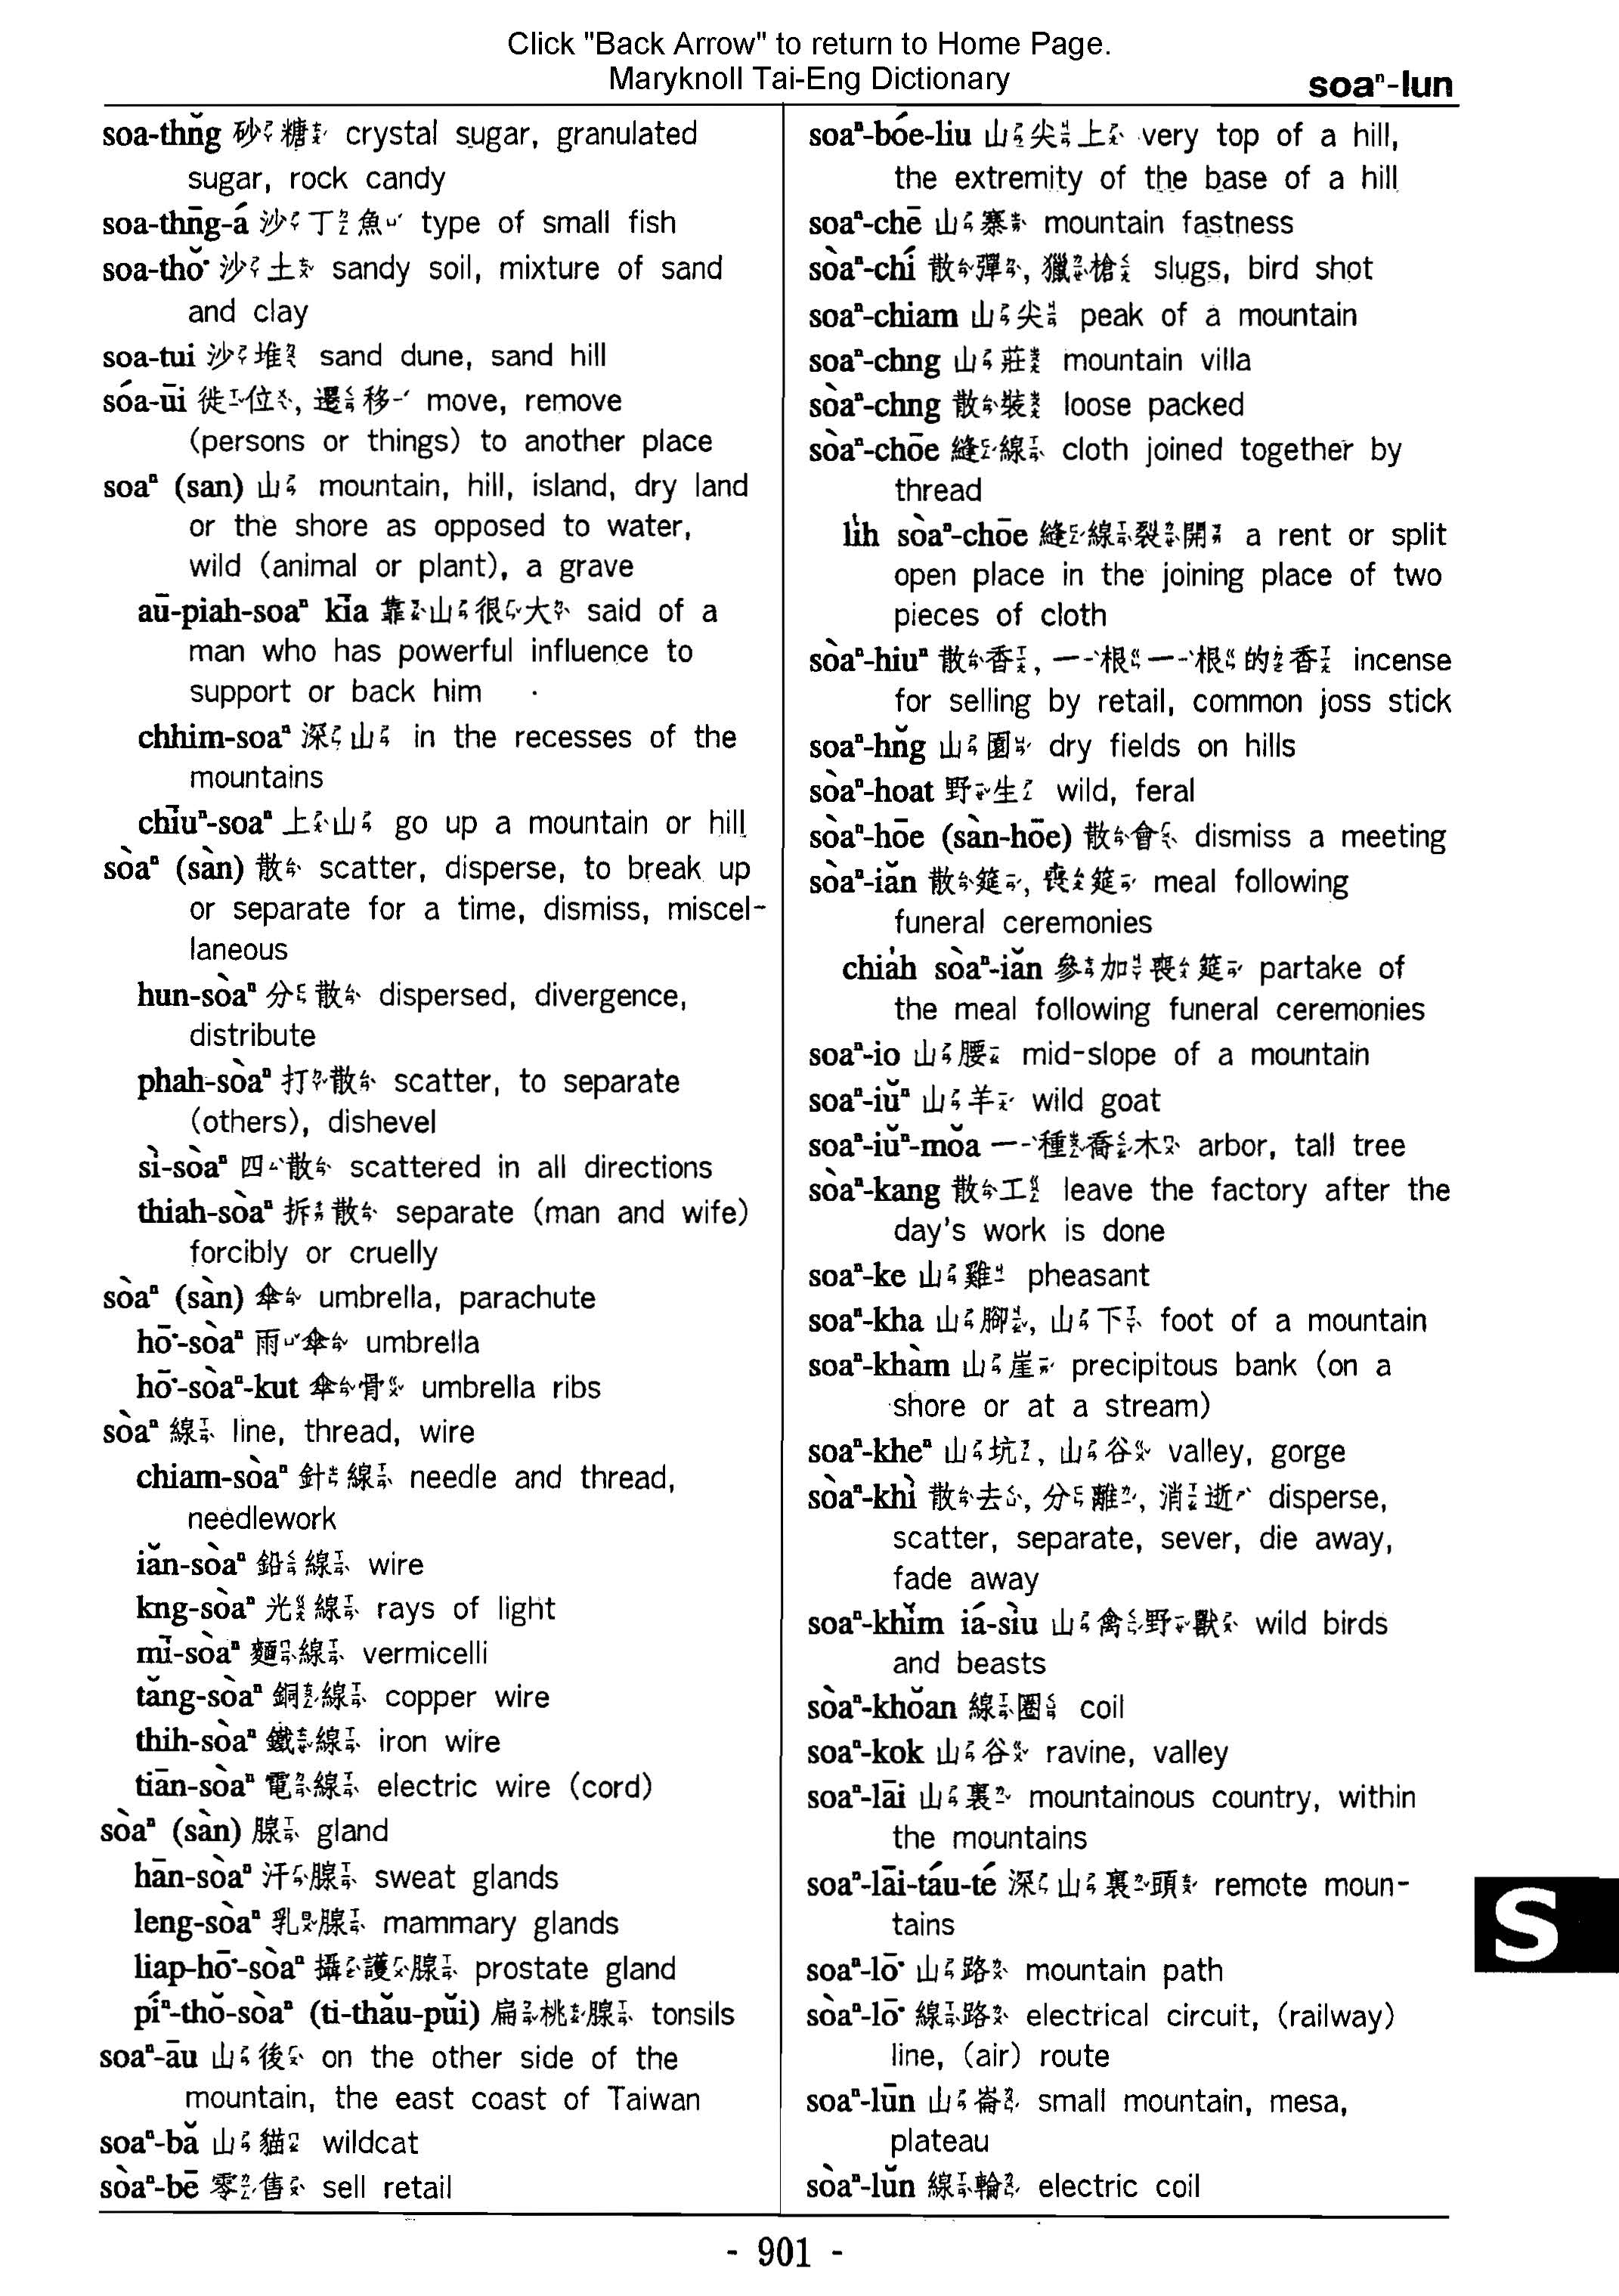 Click "Back Arrow" to return to Home Page.
Maryknoll Tai-Eng Dictionary
soaⁿ-lun
soa-thn̆g 砂糖 crystal sugar, granulated
sugar, rock candy
soa-thn̄g-á 沙丁魚 type of small fish
soa-thŏ͘ 沙土 sandy soil, mixture of sand
and clay
soa-tui 沙堆 sand dune, sand hill
sóa-ūi 徙位, 遷移 move, remove
(persons or things) to another place
soaⁿ (san) 山 mountain, hill, island, dry land
or the shore as opposed to water,
wild (animal or plant), a grave
aū-piah-soaⁿ kīa 靠山很大 said of a
man who has powerful influence to
support or back him
chhim-soaⁿ 深山 in the recesses of the
mountains
chīuⁿ-soaⁿ 上山 go up a mountain or hill
sòaⁿ (sàn) 散 scatter, disperse, to break up
or separate for a time, dismiss, miscel-
laneous
hun-sòaⁿ 分散 dispersed, divergence,
distribute
phah-sòaⁿ 打散 scatter, to separate
(others), dishevel
sì-sòaⁿ 四散 scattered in all directions
thiah-sòaⁿ 拆散 separate (man and wife)
forcibly or cruelly
sòaⁿ (sàn) 傘 umbrella, parachute
hō͘-sòaⁿ 雨傘 umbrella
hō͘-sòaⁿ-kut 傘骨 umbrella ribs
sòaⁿ 線 line, thread, wire
chiam-sòaⁿ 針線 needle and thread,
needlework
iăn-sòaⁿ 鉛線 wire
kng-sòaⁿ 光線 rays of light
mī-sòaⁿ 麵線 vermicelli
tăng-sòaⁿ 銅線 copper wire
thih-sòaⁿ 鐵線 iron wire
tiān-sòaⁿ 電線 electric wire (cord)
sòaⁿ (sàn) 腺 gland
hān-sòaⁿ 汗腺 sweat glands
leng-sòaⁿ 乳腺 mammary glands
liap-hō͘-sòaⁿ 攝護腺 prostate gland
píⁿ-thŏ-sòaⁿ (ti-thău-pŭi) 扁桃腺 tonsils
soaⁿ-āu 山後 on the other side of the
mountain, the east coast of Taiwan
soaⁿ-bă 山貓 wildcat
sòaⁿ-bē 零售 sell retail
soaⁿ-bóe-liu 山尖上 very top of a hill,
the extremity of the base of a hill
soaⁿ-chē 山寨 mountain fastness
sòaⁿ-chí 散彈, 獵槍 slugs, bird shot
soaⁿ-chiam 山尖 peak of a mountain
soaⁿ-chng 山莊 mountain villa
sòaⁿ-chng 散裝 loose packed
sòaⁿ-chōe 縫線 cloth joined together by
thread
li̍h sòaⁿ-chōe 縫線裂開 a rent or split
open place in the joining place of two
pieces of cloth
sòaⁿ-hiuⁿ 散香, 一根一根的香 incense
for selling by retail, common joss stick
soaⁿ-hn̆g 山園 dry fields on hills
sòaⁿ-hoat 野生 wild, feral
sòaⁿ-hōe (sàn-hōe) 散會 dismiss a meeting
sòaⁿ-iăn 散筵, 喪筵 meal following
funeral ceremonies
chia̍h sòaⁿ-iăn 參加喪筵 partake of
the meal following funeral ceremonies
soaⁿ-io 山腰 mid-slope of a mountain
soaⁿ-iŭⁿ 山羊 wild goat
soaⁿ-iŭⁿ-mŏa 一種喬木 arbor, tall tree
sòaⁿ-kang 散工 leave the factory after the
day's work is done
soaⁿ-ke 山雞 pheasant
soaⁿ-kha 山腳, 山下 foot of a mountain
soaⁿ-khàm 山崖 precipitous bank (on a
shore or at a stream)
soaⁿ-kheⁿ 山坑, 山谷 valley, gorge
sòaⁿ-khì 散去, 分離, 消逝 disperse,
scatter, separate, sever, die away,
fade away
soaⁿ-khĭm iá-sìu 山禽野獸 wild birds
and beasts
sòaⁿ-khŏan 線圈 coil
soaⁿ-kok 山谷 ravine, valley
soaⁿ-lāi 山裏 mountainous country, within
the mountains
soaⁿ-lāi-táu-té 深山裏頭 remote moun-
tains
soaⁿ-lō͘ 山路 mountain path
sòaⁿ-lō͘ 線路 electrical circuit, (railway)
line, (air) route
soaⁿ-lūn 山崙 small mountain, mesa,
plateau
sòaⁿ-lŭn 線輪 electric coil
S
- 901 -